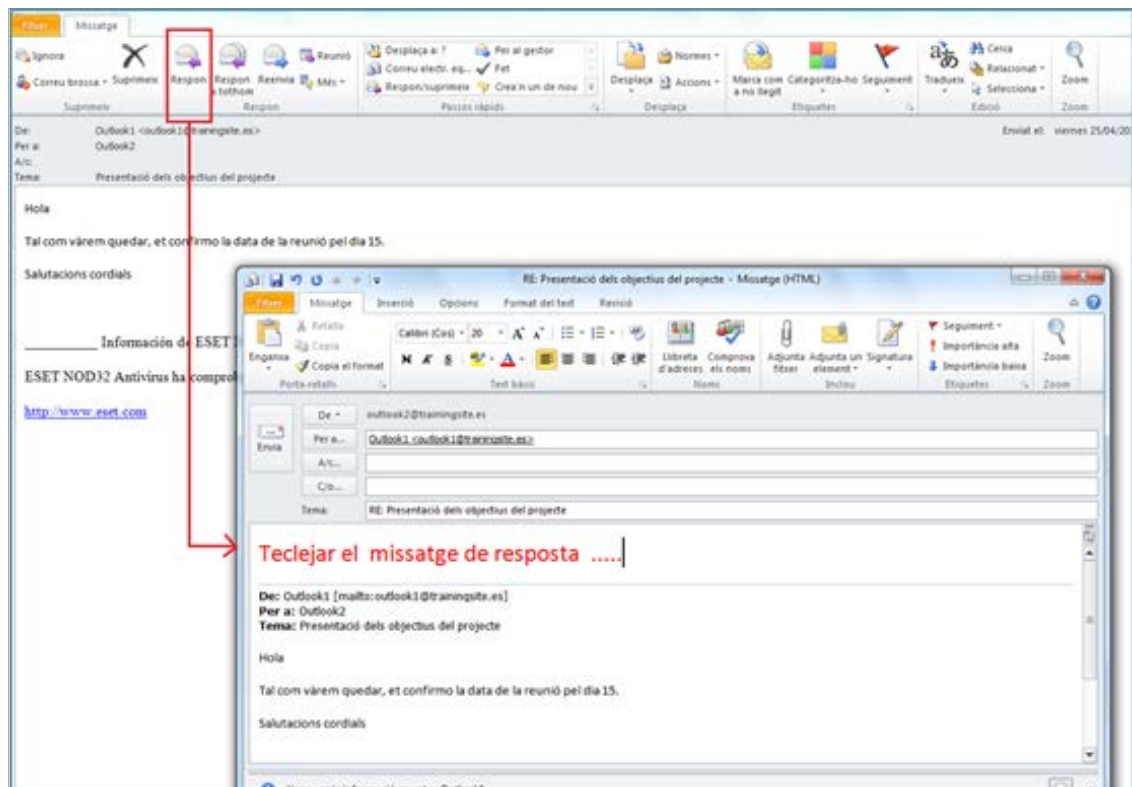 Fitxer Missatge
Ignora
Correu brossa
Suprimeix
Respon
Respon a tothom
Reenvia
Reunió
Més
Desplaça a: ?
Per al gestor
Correu electr. eq...
Fet
Respon/suprimeix
Crea'n un de nou
Desplaça
Normes
Accions
Marca com a no llegit
Categoritza-ho
Seguiment
Tradueix
Cerca
Relacionat
Selecciona
Zoom
Suprimeix Respon Passos ràpids Desplaça Etiquetes Edició Zoom
De: Outlook1 <outlook1@trainingsite.es>
Enviat el: viernes 25/04/20
Per a: Outlook2
A/c:
Tema: Presentació dels objectius del projecte
Hola
Tal com vàrem quedar, et confirmo la data de la reunió pel dia 15.
Salutacions cordials
__________ Información de ESET
ESET NOD32 Antivirus ha comprob
http://www.eset.com
RE: Presentació dels objectius del projecte - Missatge (HTML)
Fitxer Missatge Inserció Opcions Format del text Revisió
Enganxa
Retalla
Copia
Copia el format
Calibri (Cos) 20
N K S
Llibreta d'adreces
Comprova els noms
Adjunta fitxer
Adjunta un element
Signatura
Seguiment
Importància alta
Importància baixa
Zoom
Porta-retalls Text bàsic Noms Inclou Etiquetes Zoom
Envia
De outlook2@trainingsite.es
Per a... Outlook1 <outlook1@trainingsite.es>
A/c...
C/o...
Tema: RE: Presentació dels objectius del projecte
Teclejar el missatge de resposta .....
De: Outlook1 [mailto:outlook1@trainingsite.es]
Per a: Outlook2
Tema: Presentació dels objectius del projecte
Hola
Tal com vàrem quedar, et confirmo la data de la reunió pel dia 15.
Salutacions cordials